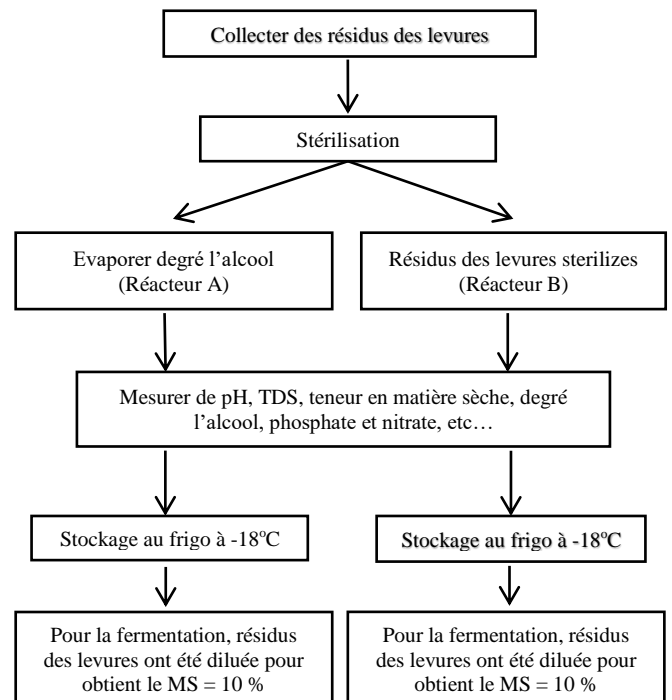 Collecter des résidus des levures
Stérilisation
Evaporer degré l’alcool
(Réacteur A)
Résidus des levures sterilizes
(Réacteur B)
Mesurer de pH, TDS, teneur en matière sèche, degré
l’alcool, phosphate et nitrate, etc…
Stockage au frigo à -18°C
Stockage au frigo à -18°C
Pour la fermentation, résidus
des levures ont été diluée pour
obtient le MS = 10 %
Pour la fermentation, résidus
des levures ont été diluée pour
obtient le MS = 10 %